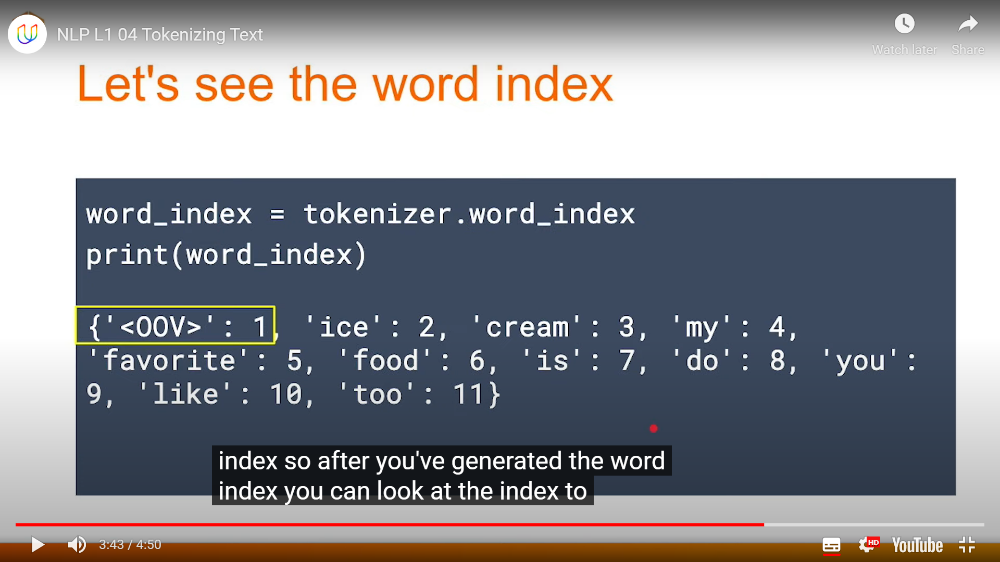 NLP L1 04 Tokenizing Text
Watch later
Share
Let's see the word index
word_index = tokenizer.word_index
print(word_index)
{'<OOV>': 1, 'ice': 2, 'cream': 3, 'my': 4,
'favorite': 5, 'food': 6, 'is': 7, 'do': 8, 'you':
9, 'like': 10, 'too': 11}
index so after you've generated the word
index you can look at the index to
3:43 / 4:50
HD
YouTube